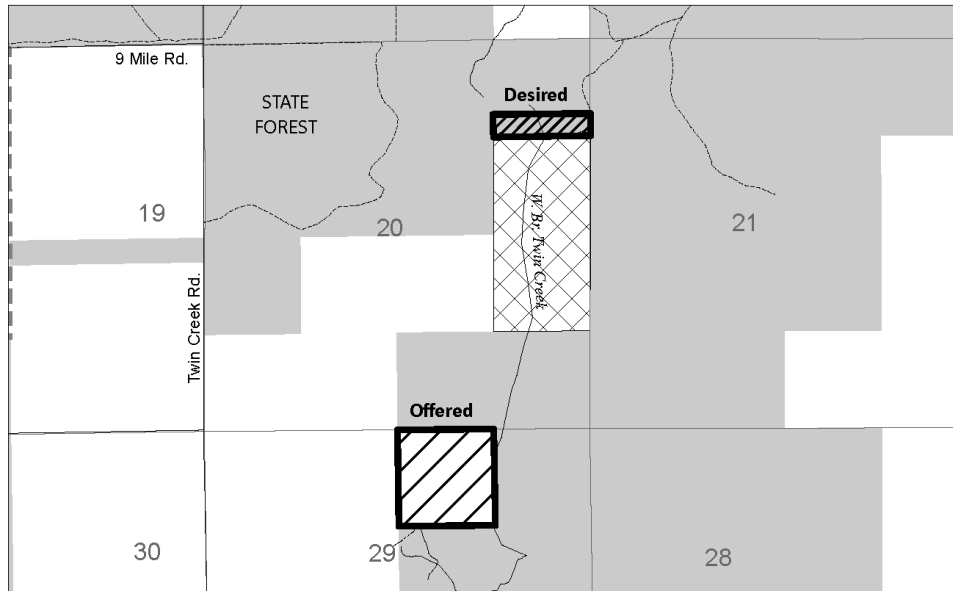 9 Mile Rd.
STATE
FOREST
Desired
19
20
21
W. Br. Twin Creek
Twin Creek Rd.
Offered
30
29
28